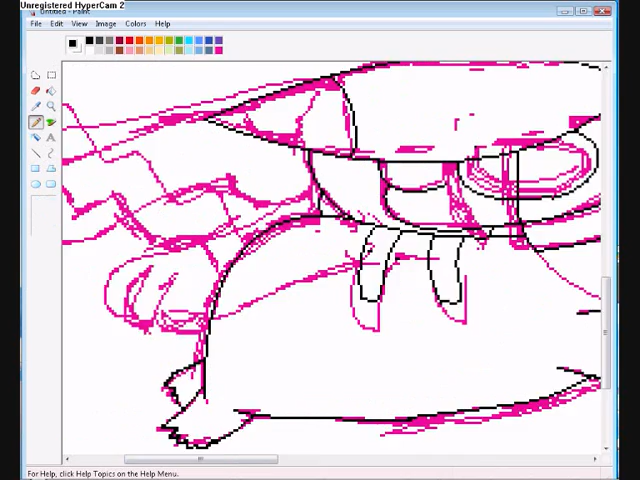 Unregistered HyperCam 2
Untitled - Paint
File Edit View Image Colors Help
For Help, click Help Topics on the Help Menu.